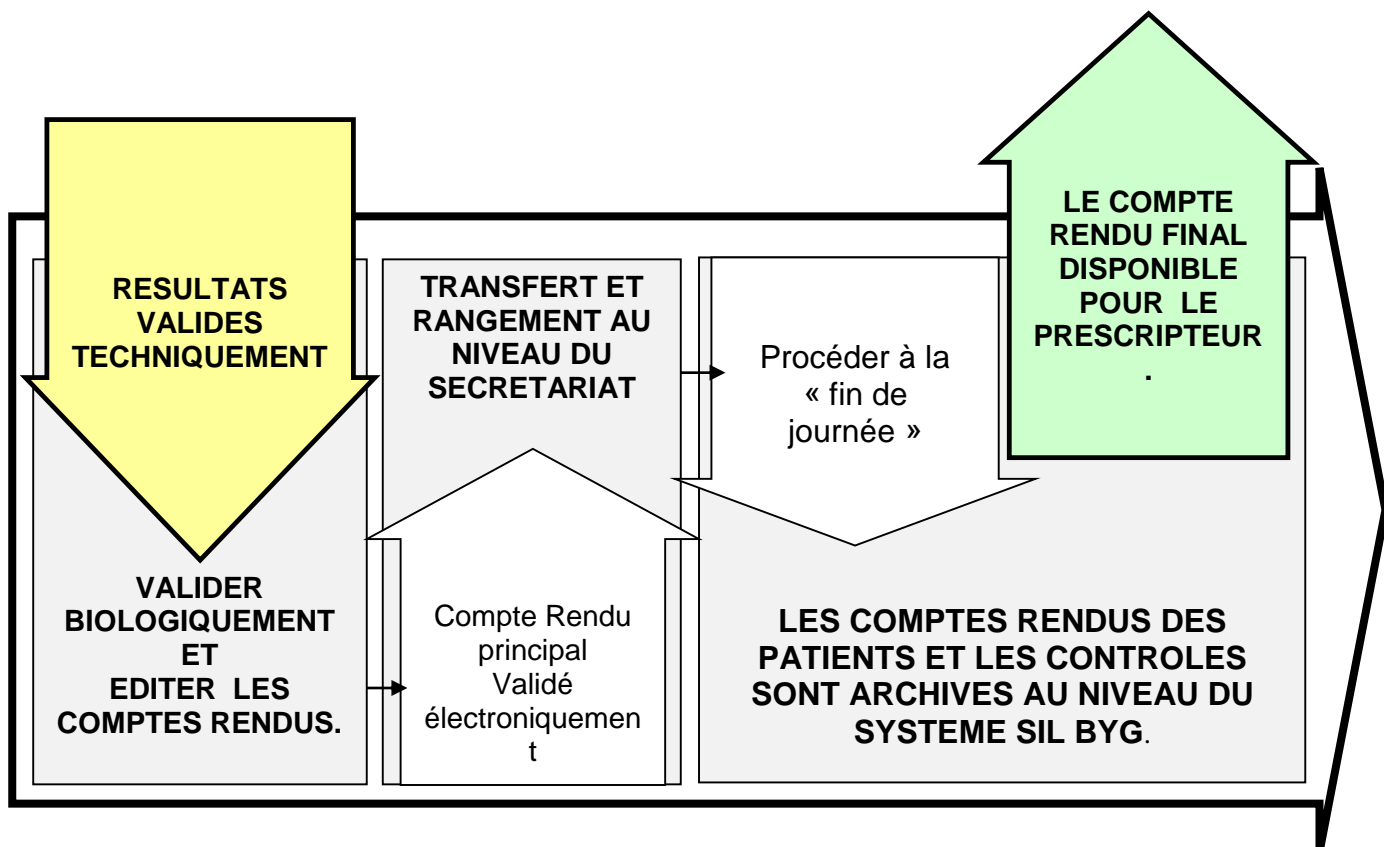 RESULTATS
VALIDES
TECHNIQUEMENT
VALIDER
BIOLOGIQUEMENT
ET
EDITER LES
COMPTES RENDUS.
TRANSFERT ET
RANGEMENT AU
NIVEAU DU
SECRETARIAT
Compte Rendu
principal
Validé
électroniquemen
t
Procéder à la
« fin de
journée »
LE COMPTE
RENDU FINAL
DISPONIBLE
POUR LE
PRESCRIPTEUR
.
LES COMPTES RENDUS DES
PATIENTS ET LES CONTROLES
SONT ARCHIVES AU NIVEAU DU
SYSTEME SIL BYG.